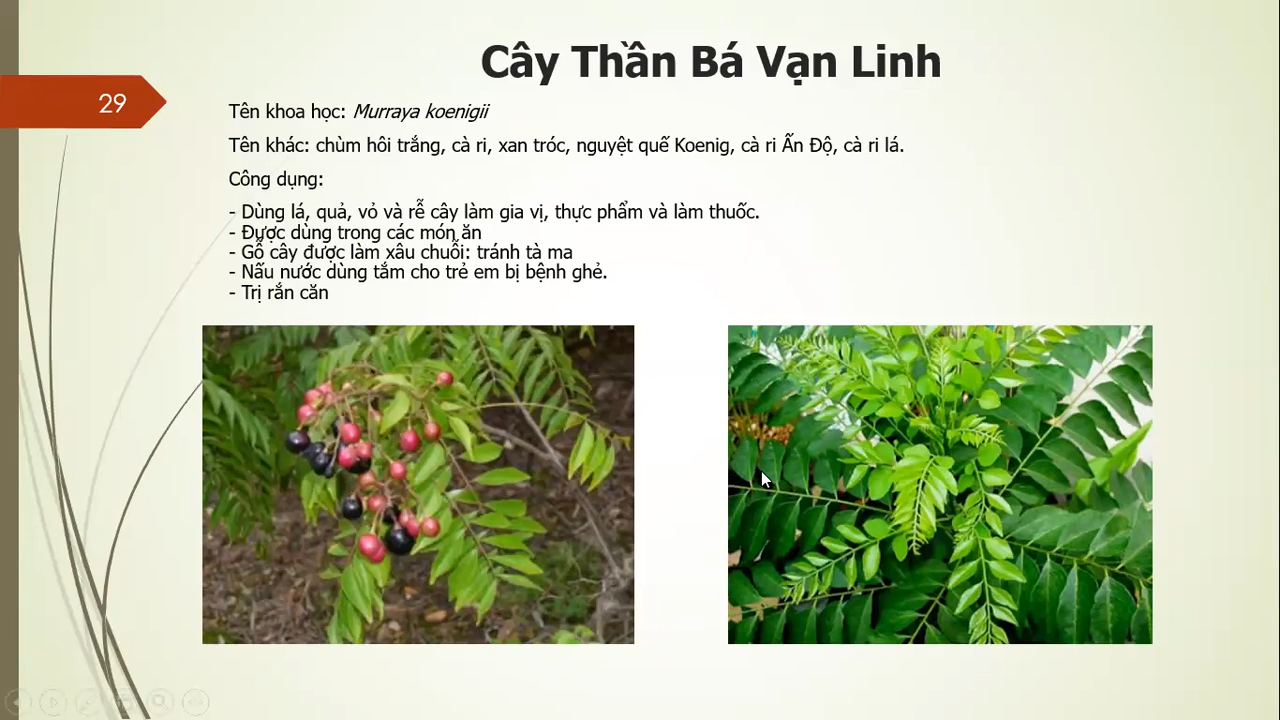 Cây Thần Bá Vạn Linh
29
Tên khoa học: Murraya koenigii
Tên khác: chùm hôi trắng, cà ri, xan tróc, nguyệt quế Koenig, cà ri Ấn Độ, cà ri lá.
Công dụng:
- Dùng lá, quả, vỏ và rễ cây làm gia vị, thực phẩm và làm thuốc.
- Được dùng trong các món ăn
- Gỗ cây được làm xâu chuỗi: tránh tà ma
- Nấu nước dùng tắm cho trẻ em bị bệnh ghẻ.
- Trị rắn cắn